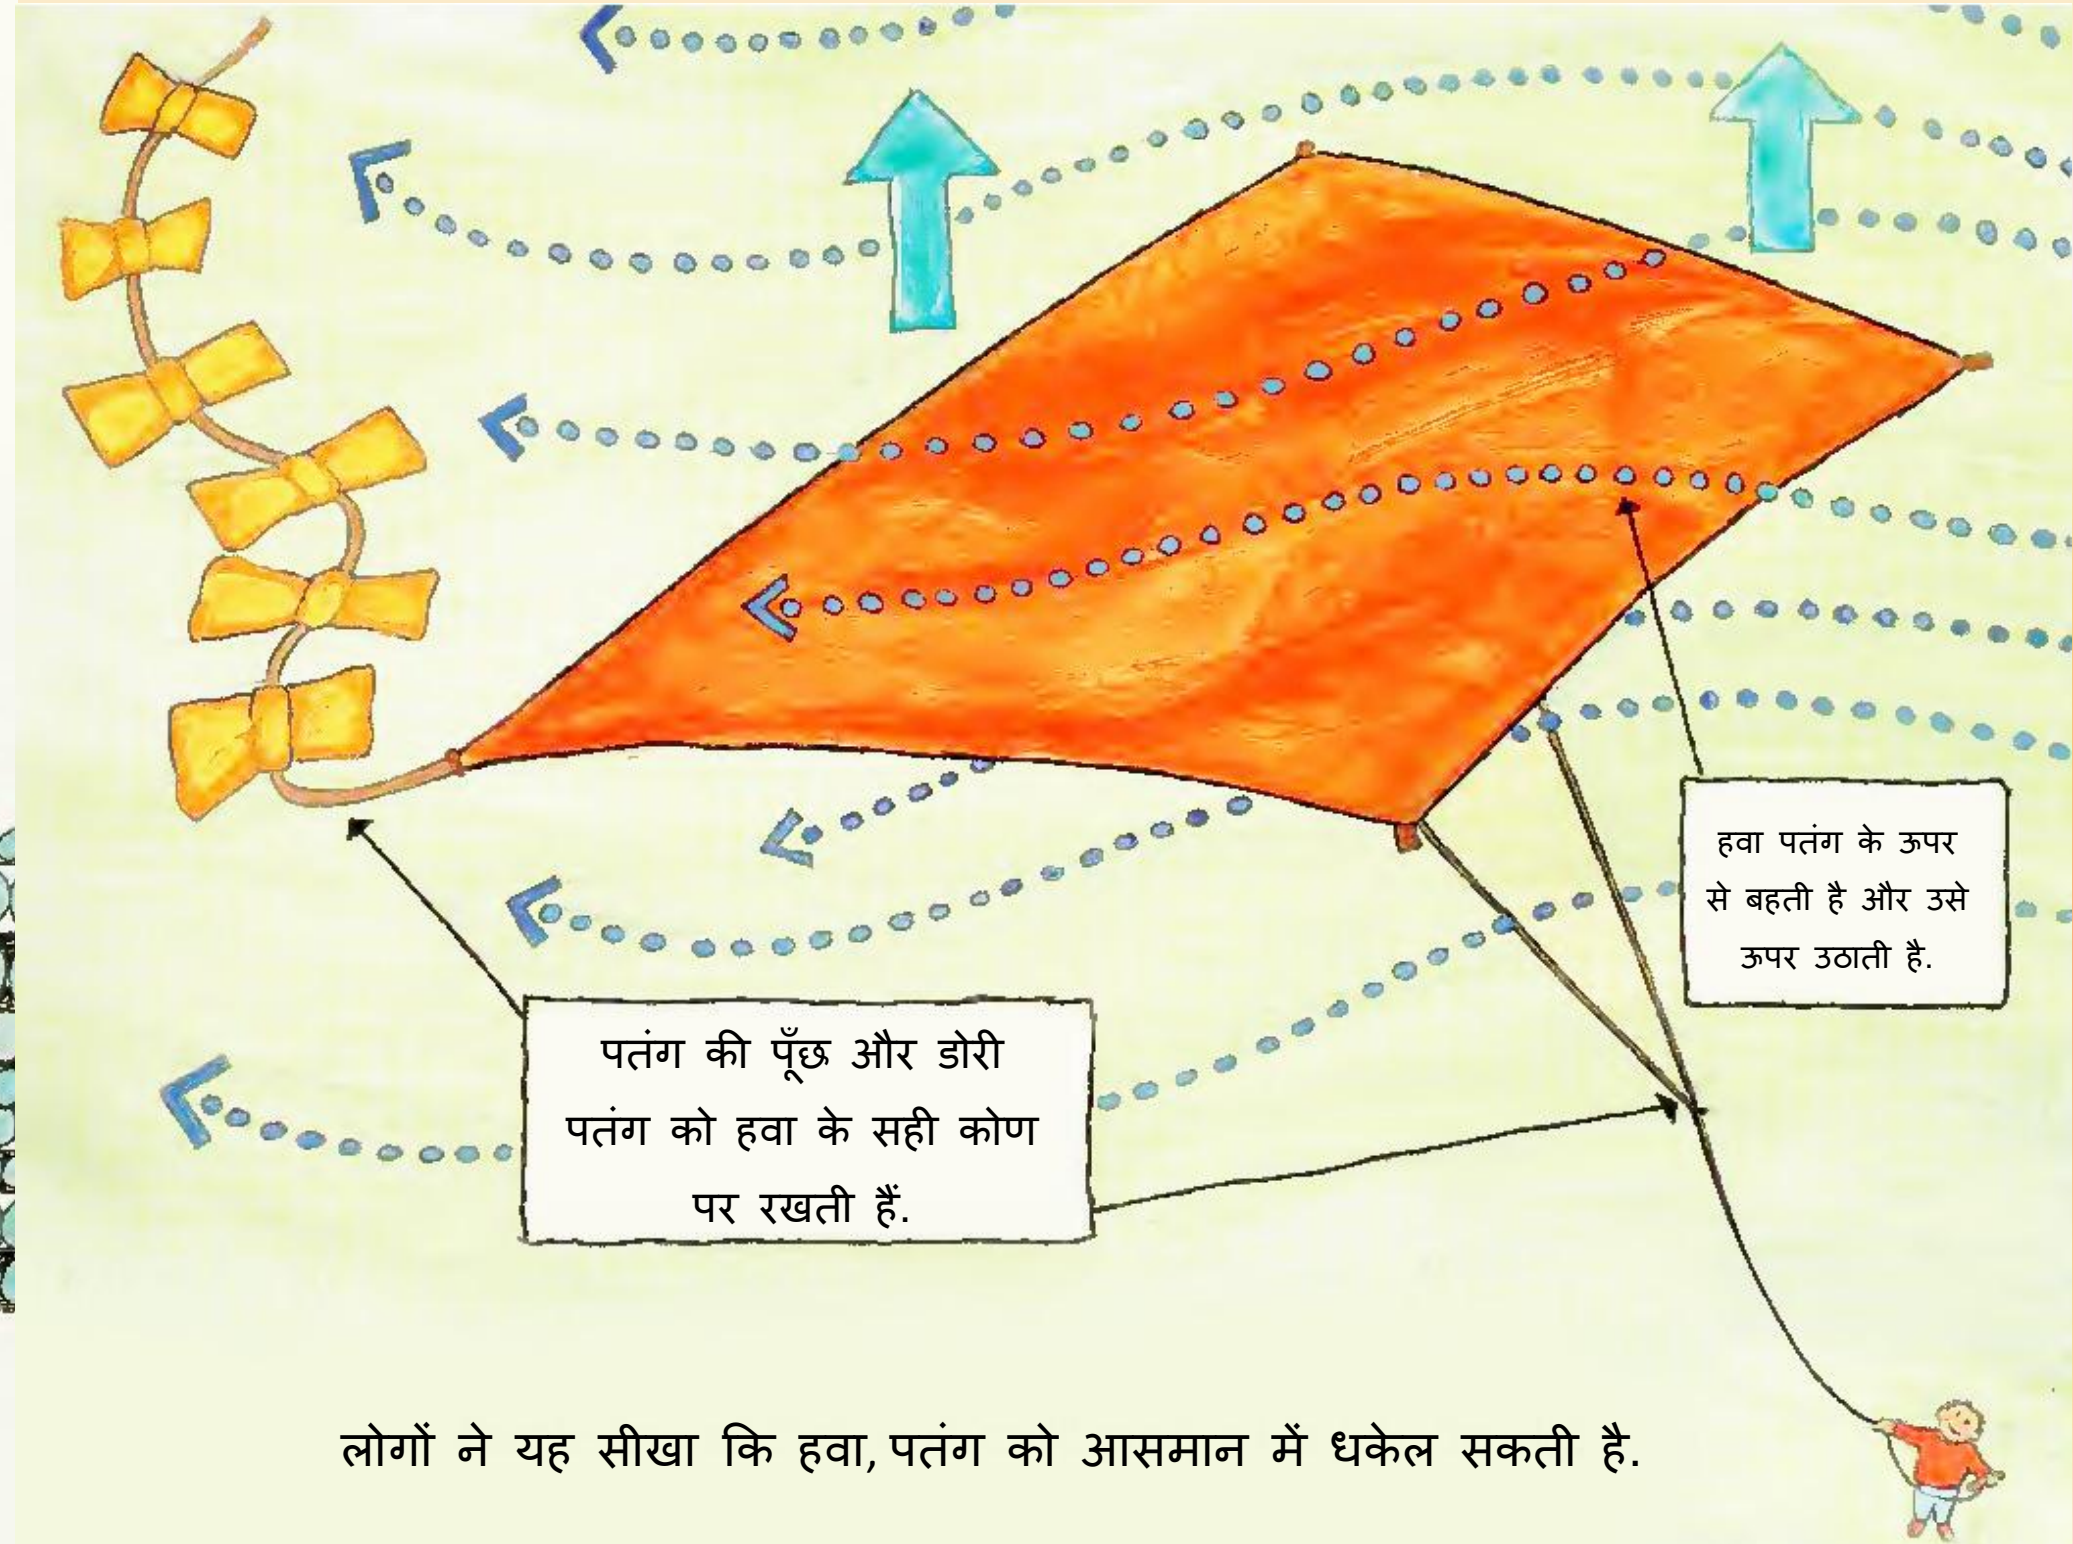 हवा पतंग के ऊपर
से बहती है और उसे
ऊपर उठाती है.
पतंग की पूँछ और डोरी
पतंग को हवा के सही कोण
पर रखती हैं.
लोगों ने यह सीखा कि हवा, पतंग को आसमान में धकेल सकती है.